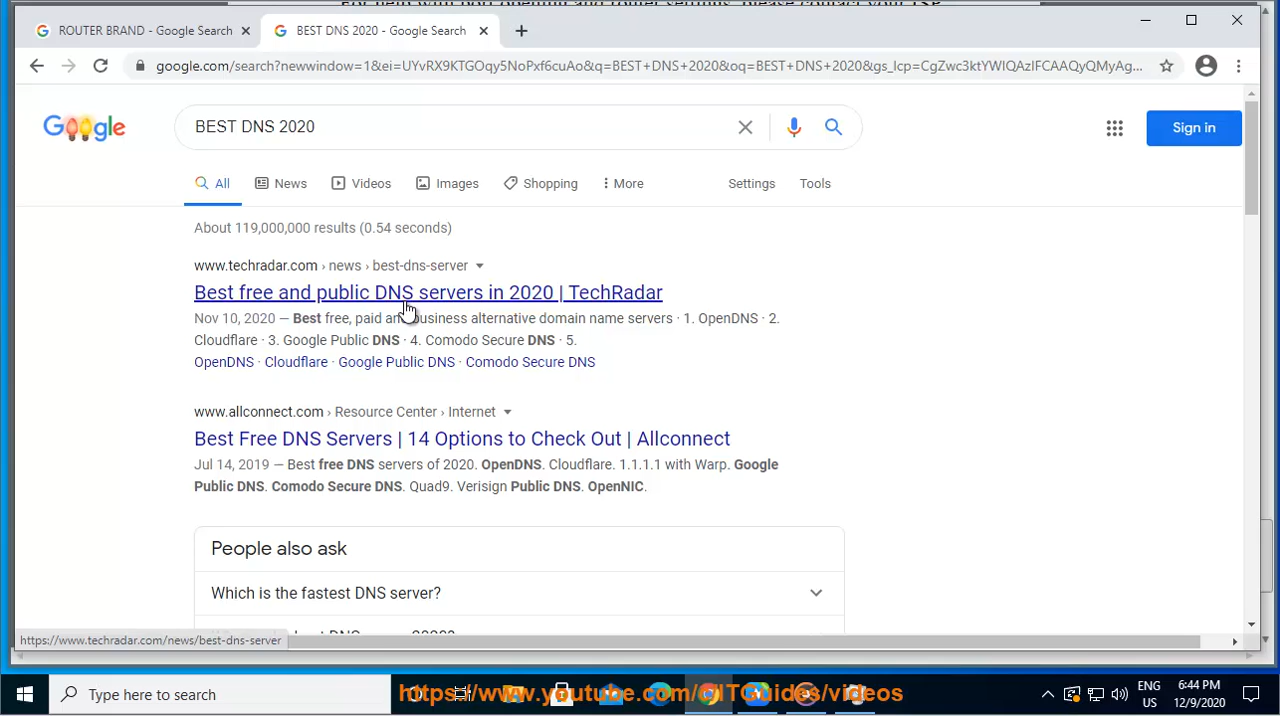 ROUTER BRAND - Google Search
BEST DNS 2020 - Google Search
google.com/search?newwindow=1&ei=UYvRX9KTGOqy5NoPxf6cuAo&q=BEST+DNS+2020&oq=BEST+DNS+2020&gs_lcp=CgZwc3ktYWIQAzIFCAAQyQMyAg...
Google
BEST DNS 2020
Sign in
All
News
Videos
Images
Shopping
More
Settings
Tools
About 119,000,000 results (0.54 seconds)
www.techradar.com › news › best-dns-server
Best free and public DNS servers in 2020 | TechRadar
Nov 10, 2020 — Best free, paid and business alternative domain name servers · 1. OpenDNS · 2.
Cloudflare · 3. Google Public DNS · 4. Comodo Secure DNS · 5.
OpenDNS · Cloudflare · Google Public DNS · Comodo Secure DNS
www.allconnect.com › Resource Center › Internet
Best Free DNS Servers | 14 Options to Check Out | Allconnect
Jul 14, 2019 — Best free DNS servers of 2020. OpenDNS. Cloudflare. 1.1.1.1 with Warp. Google
Public DNS. Comodo Secure DNS. Quad9. Verisign Public DNS. OpenNIC.
People also ask
Which is the fastest DNS server?
https://www.techradar.com/news/best-dns-server
Type here to search
https://www.youtube.com/@ITGuides/videos
ENG
US
6:44 PM
12/9/2020